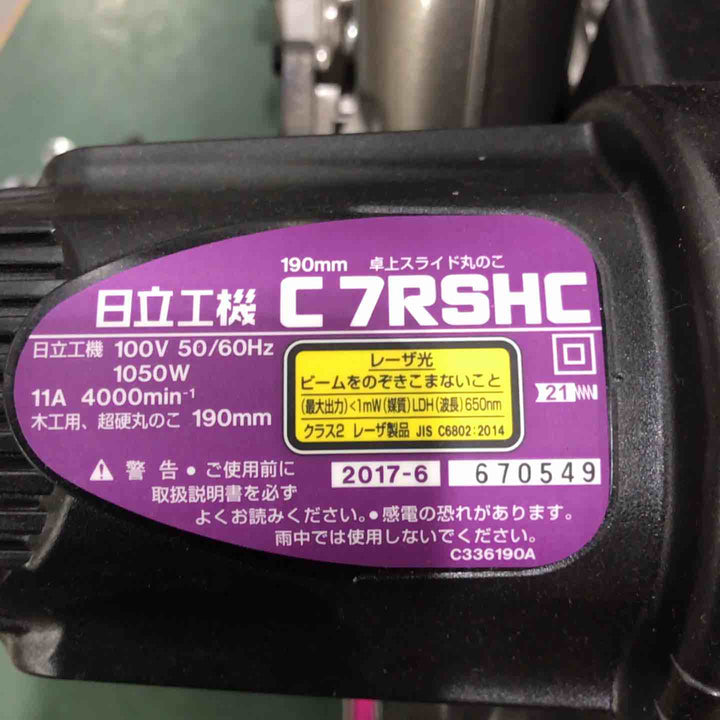 190mm 卓上スライド丸のこ
日立工機 C 7RSHC
日立工機 100V 50/60Hz
1050W
11A 4000min⁻¹
木工用、超硬丸のこ 190mm
レーザ光
ビームをのぞきこまないこと
(最大出力)<1mW(媒質)LDH(波長)650nm
クラス2 レーザ製品 JIS C6802:2014
21
警告・ご使用前に
取扱説明書を必ず
よくお読みください。・感電の恐れがあります。
雨中では使用しないでください。
2017-6 670549
C336190A